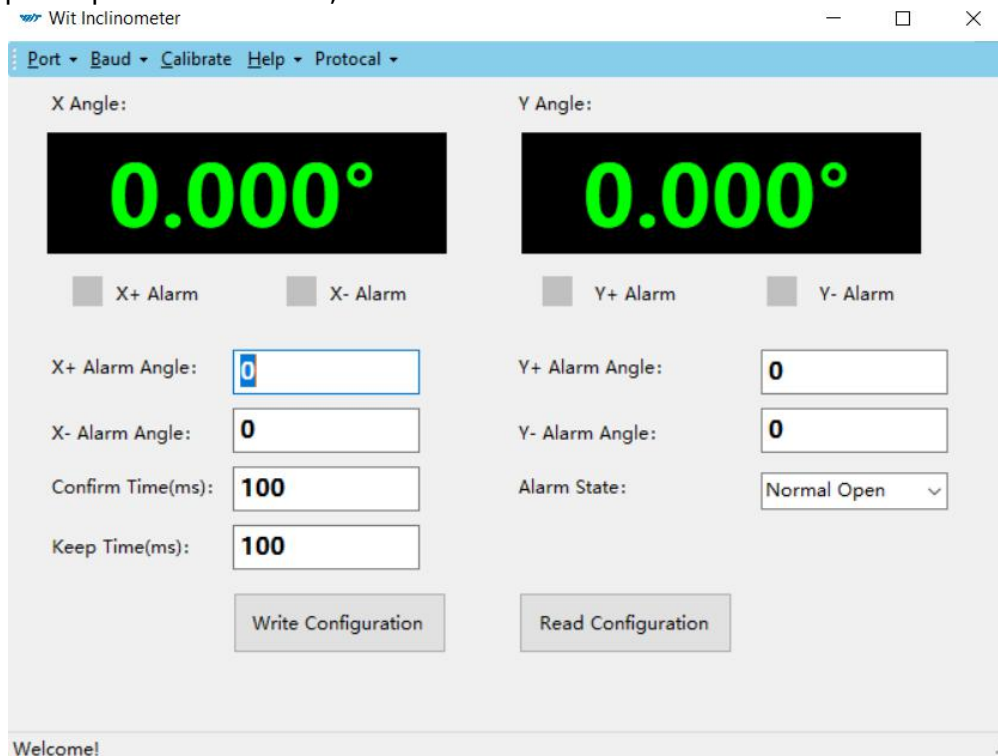 Wit Inclinometer
Port Baud Calibrate Help Protocal
X Angle: Y Angle:
0.000° 0.000°
X+ Alarm X- Alarm Y+ Alarm Y- Alarm
X+ Alarm Angle: 0 Y+ Alarm Angle: 0
X- Alarm Angle: 0 Y- Alarm Angle: 0
Confirm Time(ms): 100 Alarm State: Normal Open
Keep Time(ms): 100
Write Configuration Read Configuration
Welcome!